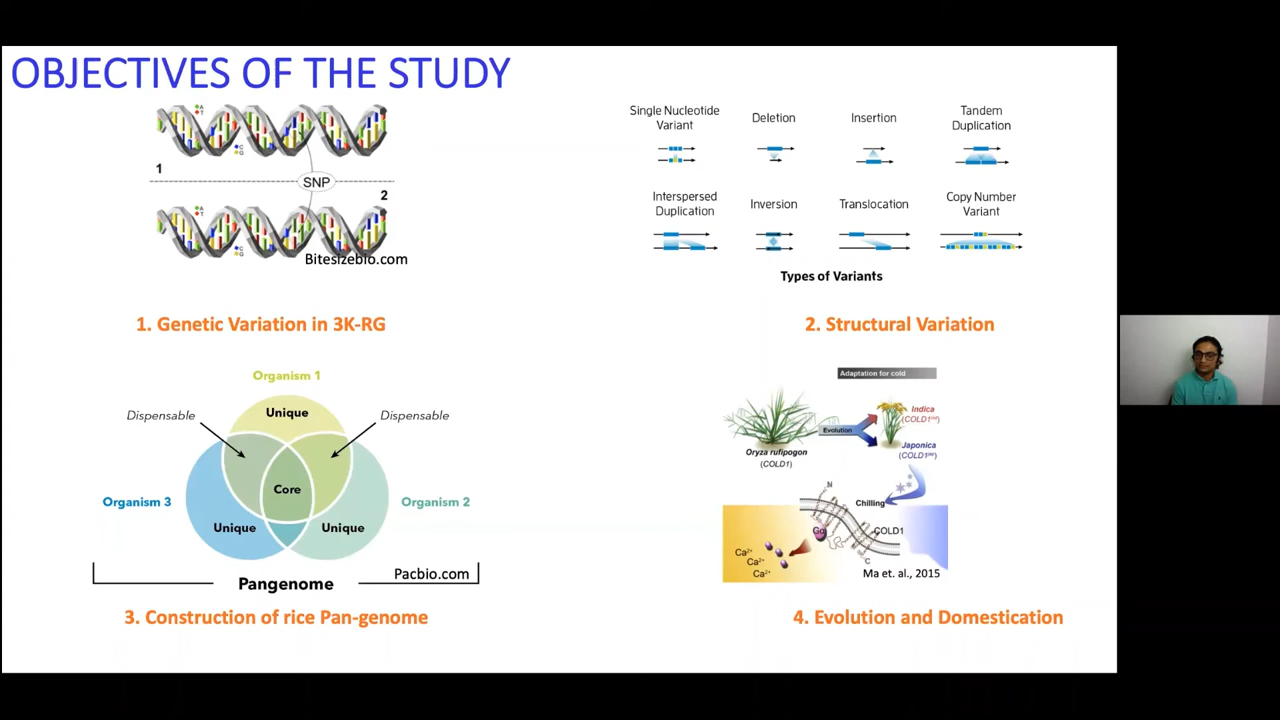 OBJECTIVES OF THE STUDY
A
T
1
C
G
SNP
2
A
T
C
G
Bitesizebio.com
1. Genetic Variation in 3K-RG
Single Nucleotide
Variant
Deletion
Insertion
Tandem
Duplication
Interspersed
Duplication
Inversion
Translocation
Copy Number
Variant
Types of Variants
2. Structural Variation
Organism 1
Dispensable
Unique
Dispensable
Core
Organism 3
Organism 2
Unique
Unique
Pangenome
Pacbio.com
3. Construction of rice Pan-genome
Adaptation for cold
Evolution
Indica
Oryza rufipogon
(COLD1)
Japonica
Chilling
N
COLD1
C
Ca²⁺
Ca²⁺
Ca²⁺
Ma et. al., 2015
4. Evolution and Domestication